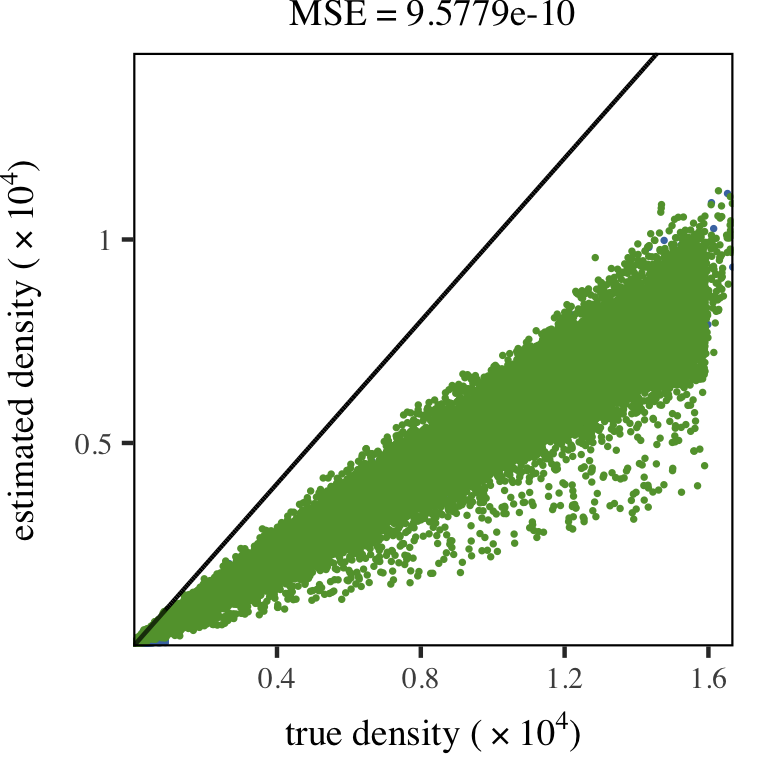 MSE = 9.5779e-10
estimated density ( × 10⁴)
1
0.5
0.4 0.8 1.2 1.6
true density ( × 10⁴)